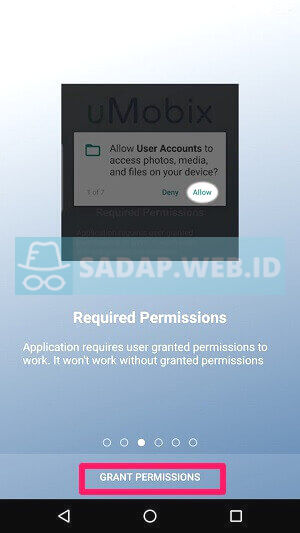 uMobix
Allow User Accounts to
access photos, media,
and files on your device?
1 of 7
Deny
Allow
Required Permissions
Application requires user granted
SADAP.WEB.ID
Required Permissions
Application requires user granted permissions to
work. It won't work without granted permissions
GRANT PERMISSIONS